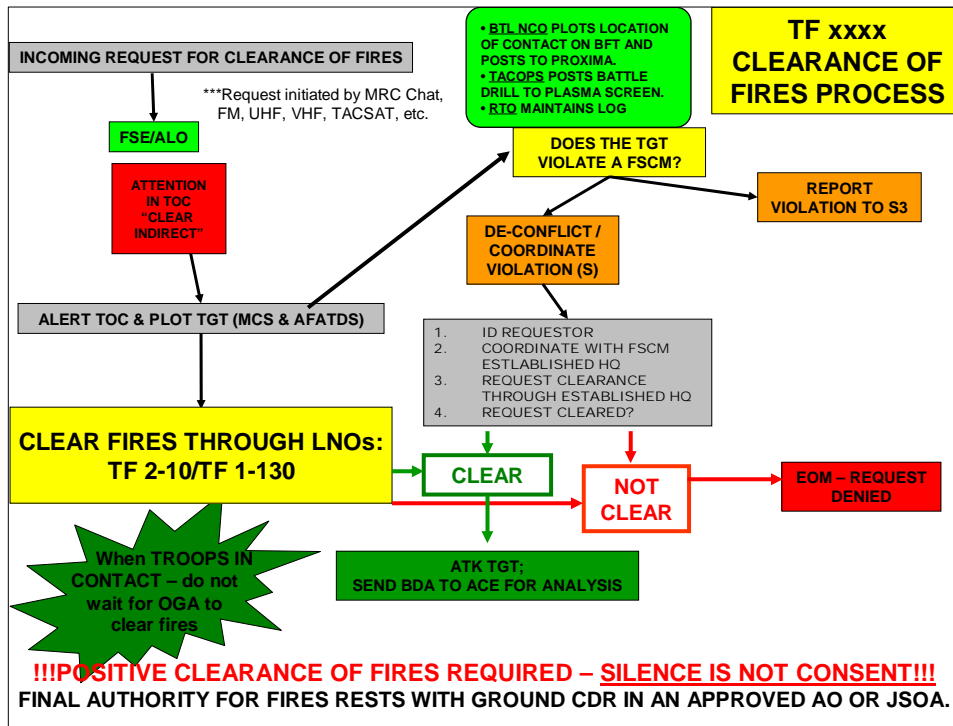 TF xxxx
CLEARANCE OF
FIRES PROCESS
INCOMING REQUEST FOR CLEARANCE OF FIRES
***Request initiated by MRC Chat,
FM, UHF, VHF, TACSAT, etc.
FSE/ALO
ATTENTION
IN TOC
“CLEAR
INDIRECT”
ALERT TOC & PLOT TGT (MCS & AFATDS)
• BTL NCO PLOTS LOCATION
OF CONTACT ON BFT AND
POSTS TO PROXIMA.
• TACOPS POSTS BATTLE
DRILL TO PLASMA SCREEN.
• RTO MAINTAINS LOG
DOES THE TGT
VIOLATE A FSCM?
REPORT
VIOLATION TO S3
DE-CONFLICT /
COORDINATE
VIOLATION (S)
1. ID REQUESTOR
2. COORDINATE WITH FSCM
ESTLABLISHED HQ
3. REQUEST CLEARANCE
THROUGH ESTABLISHED HQ
4. REQUEST CLEARED?
CLEAR FIRES THROUGH LNOs:
TF 2-10/TF 1-130
CLEAR
NOT
CLEAR
EOM – REQUEST
DENIED
ATK TGT;
SEND BDA TO ACE FOR ANALYSIS
When TROOPS IN
CONTACT – do not
wait for OGA to
clear fires
!!!POSITIVE CLEARANCE OF FIRES REQUIRED – SILENCE IS NOT CONSENT!!!
FINAL AUTHORITY FOR FIRES RESTS WITH GROUND CDR IN AN APPROVED AO OR JSOA.